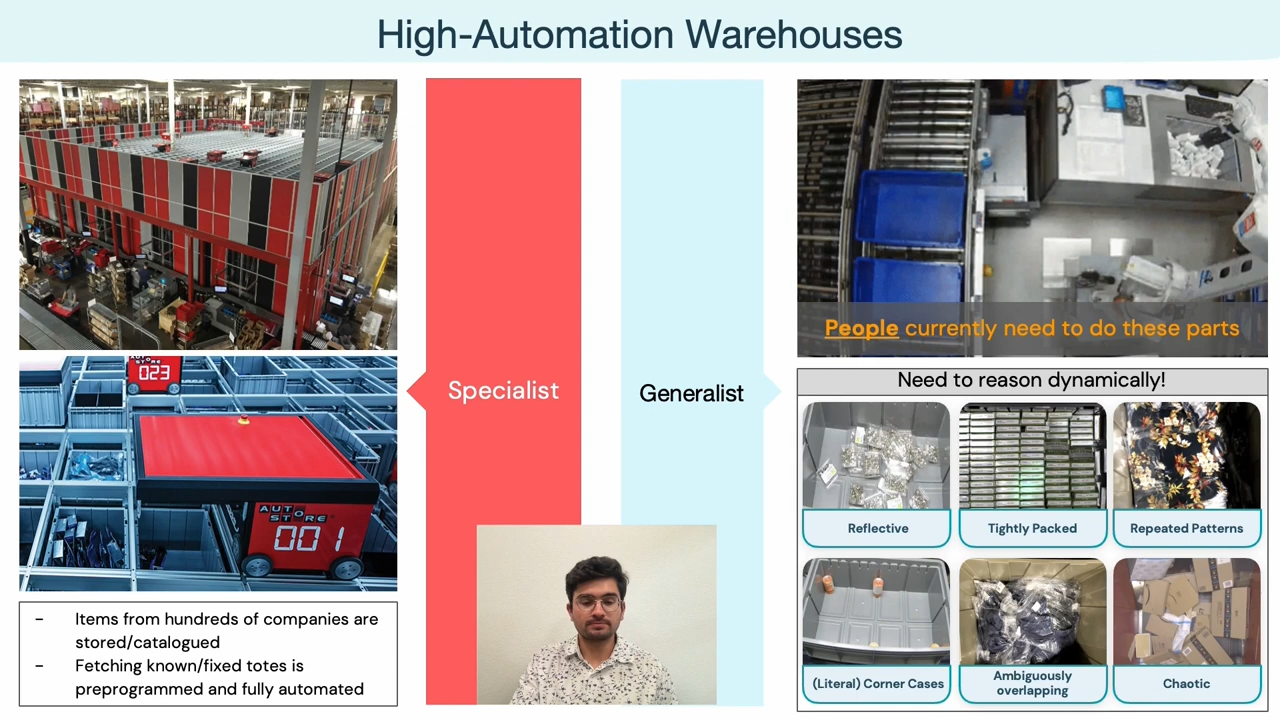 High-Automation Warehouses
AUTO
STORE
023
AUTO
STORE
001
- Items from hundreds of companies are
stored/catalogued
- Fetching known/fixed totes is
preprogrammed and fully automated
Specialist
Generalist
People currently need to do these parts
Need to reason dynamically!
Reflective
Tightly Packed
Repeated Patterns
(Literal) Corner Cases
Ambiguously
overlapping
Chaotic